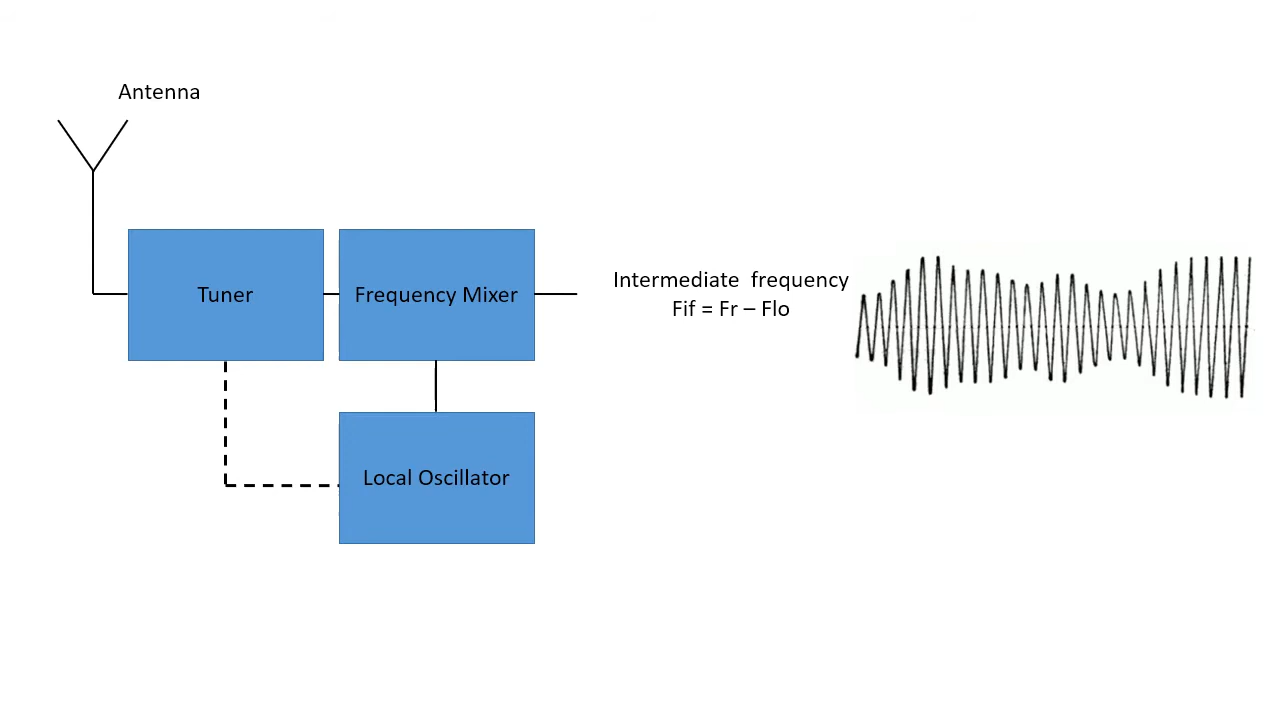 Antenna
Tuner
Frequency Mixer
Intermediate frequency
Fif = Fr – Flo
Local Oscillator